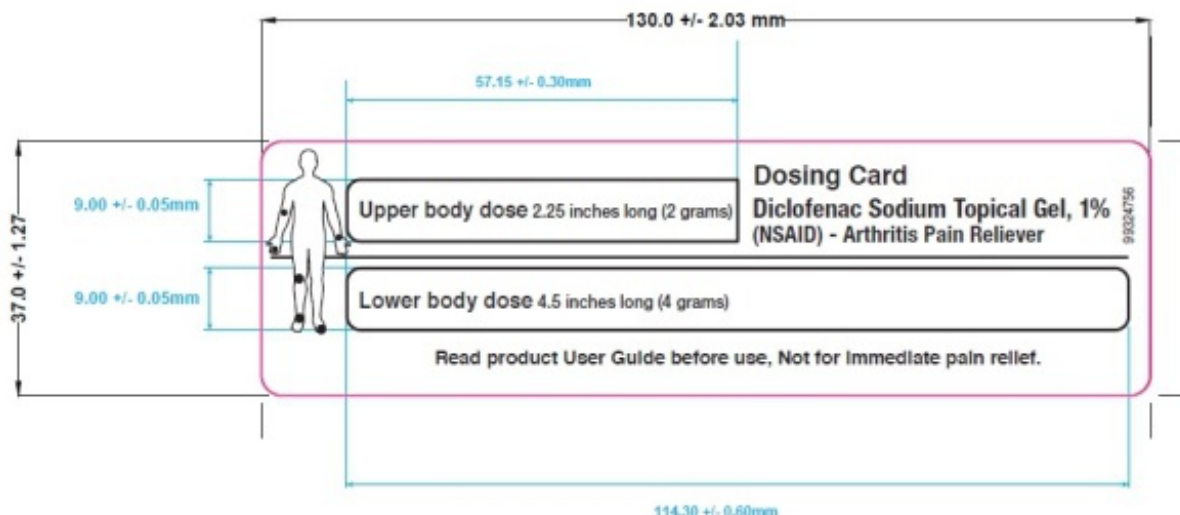 130.0 +/- 2.03 mm
57.15 +/- 0.30mm
9.00 +/- 0.05mm
37.0 +/- 1.27
9.00 +/- 0.05mm
Upper body dose 2.25 inches long (2 grams)
Dosing Card
Diclofenac Sodium Topical Gel, 1%
(NSAID) - Arthritis Pain Reliever
99324756
Lower body dose 4.5 inches long (4 grams)
Read product User Guide before use, Not for Immediate pain relief.
114.30 +/- 0.60mm